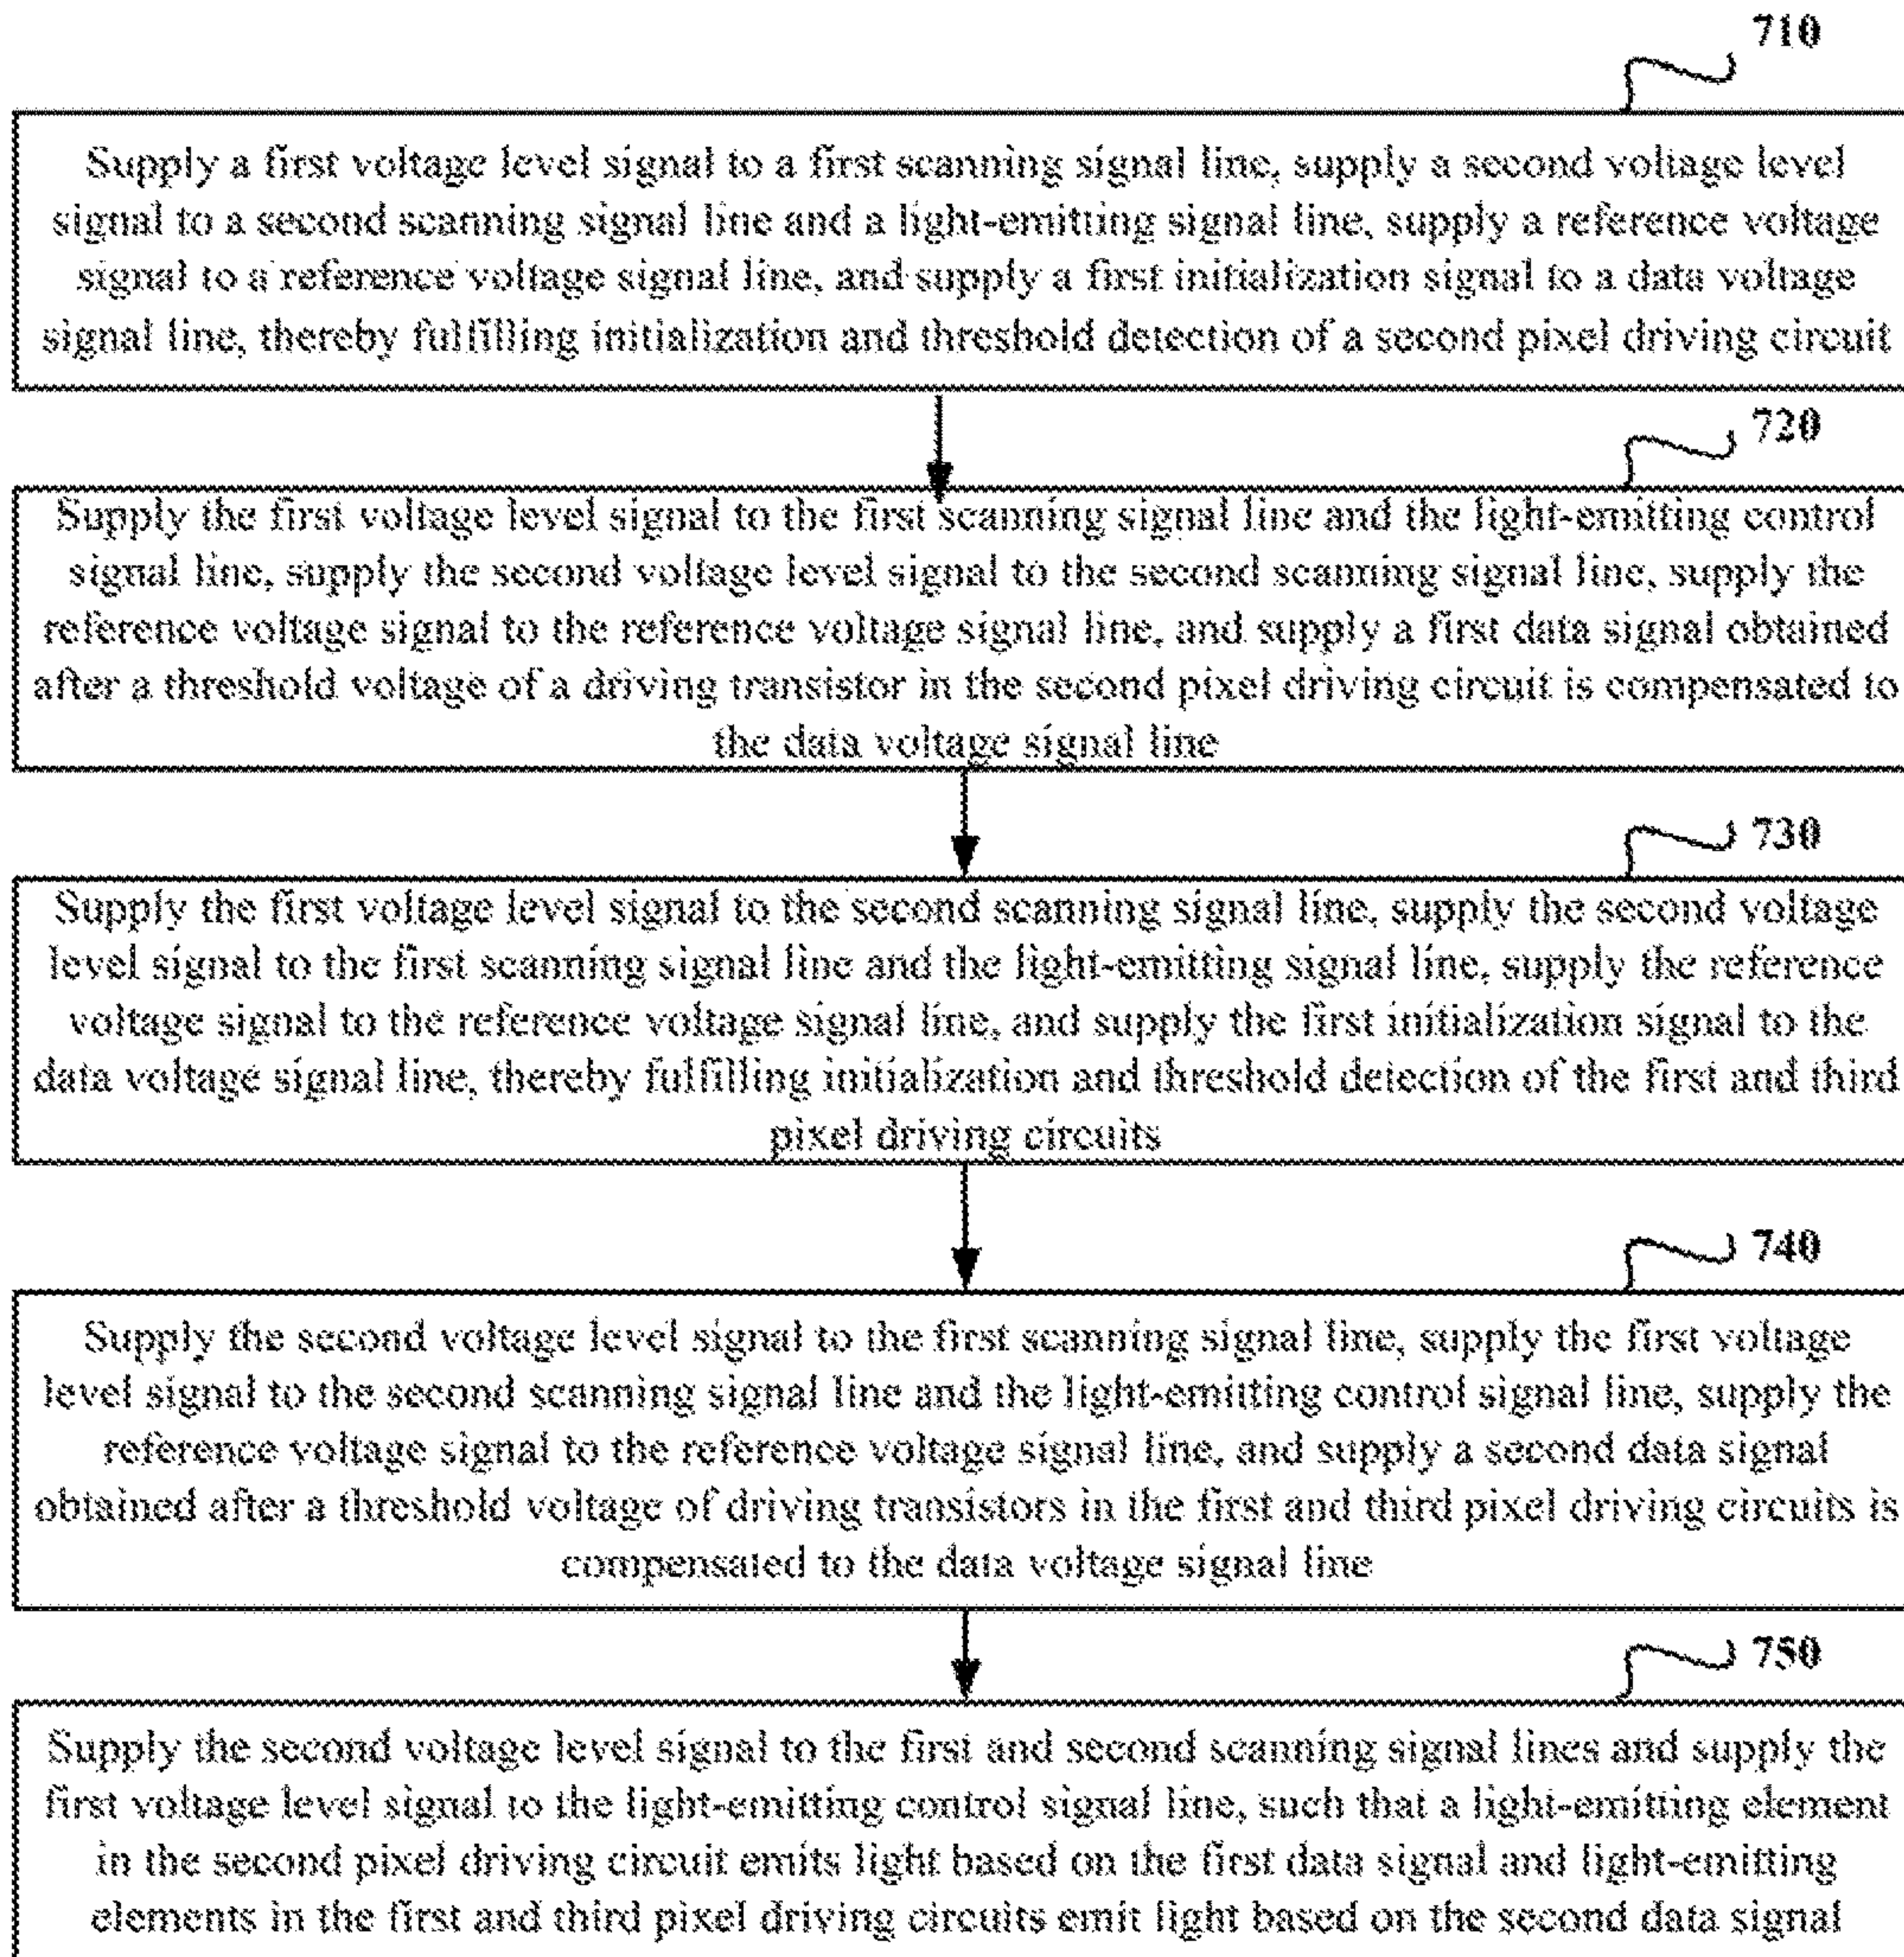 710
Supply a first voltage level signal to a first scanning signal line, supply a second voltage level
signal to a second scanning signal line and a light-emitting signal line, supply a reference voltage
signal to a reference voltage signal line, and supply a first initialization signal to a data voltage
signal line, thereby fulfilling initialization and threshold detection of a second pixel driving circuit
720
Supply the first voltage level signal to the first scanning signal line and the light-emitting control
signal line, supply the second voltage level signal to the second scanning signal line, supply the
reference voltage signal to the reference voltage signal line, and supply a first data signal obtained
after a threshold voltage of a driving transistor in the second pixel driving circuit is compensated to
the data voltage signal line
730
Supply the first voltage level signal to the second scanning signal line, supply the second voltage
level signal to the first scanning signal line and the light-emitting signal line, supply the reference
voltage signal to the reference voltage signal line, and supply the first initialization signal to the
data voltage signal line, thereby fulfilling initialization and threshold detection of the first and third
pixel driving circuits
740
Supply the second voltage level signal to the first scanning signal line, supply the first voltage
level signal to the second scanning signal line and the light-emitting control signal line, supply the
reference voltage signal to the reference voltage signal line, and supply a second data signal
obtained after a threshold voltage of driving transistors in the first and third pixel driving circuits is
compensated to the data voltage signal line
750
Supply the second voltage level signal to the first and second scanning signal lines and supply the
first voltage level signal to the light-emitting control signal line, such that a light-emitting element
in the second pixel driving circuit emits light based on the first data signal and light-emitting
elements in the first and third pixel driving circuits emit light based on the second data signal